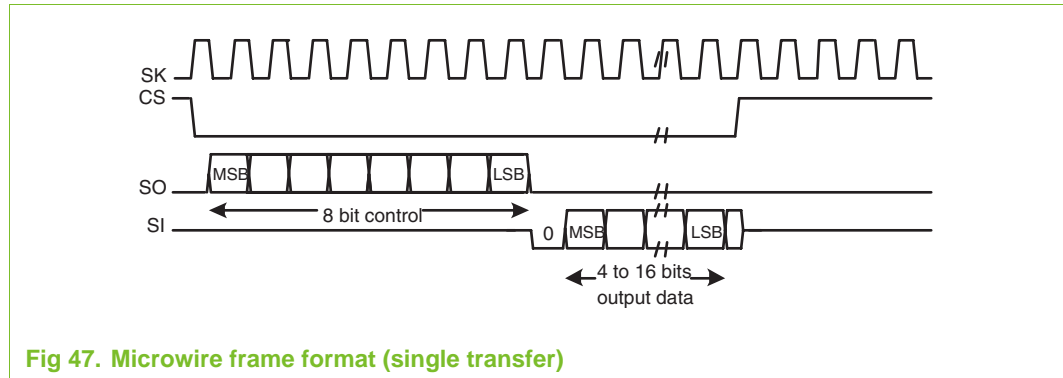 SK
CS
SO
MSB
LSB
8 bit control
SI
0
MSB
LSB
4 to 16 bits
output data
Fig 47. Microwire frame format (single transfer)